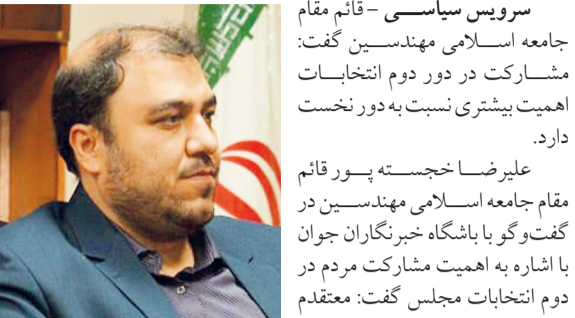 سرویس سیاسی – قائم مقام
جامعه اسلامی مهندسین گفت:
مشارکت در دور دوم انتخابات
اهمیت بیشتری نسبت به دور نخست
دارد.
علیرضا خجسته پور قائم
مقام جامعه اسلامی مهندسین در
گفت‌وگو با باشگاه خبرنگاران جوان
با اشاره به اهمیت مشارکت مردم در
دوم انتخابات مجلس گفت: معتقدم